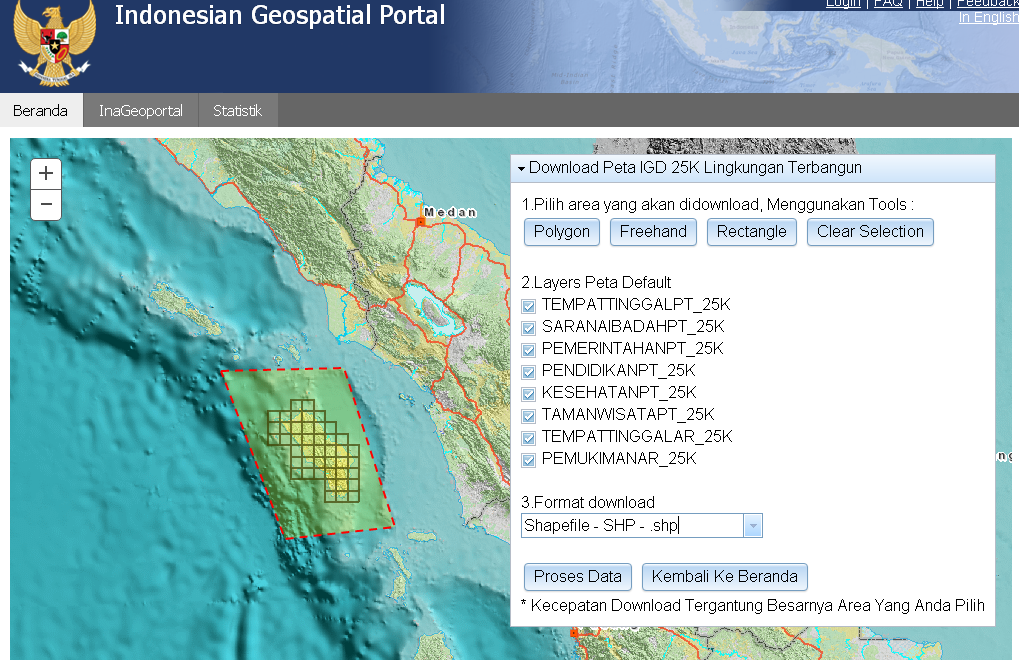 Login | FAQ | Help | Feedback
Indonesian Geospatial Portal
In English
Beranda InaGeoportal Statistik
+
−
Medan
Download Peta IGD 25K Lingkungan Terbangun
1.Pilih area yang akan didownload, Menggunakan Tools :
Polygon Freehand Rectangle Clear Selection
2.Layers Peta Default
TEMPATTINGGALPT_25K
SARANAIBADAHPT_25K
PEMERINTAHANPT_25K
PENDIDIKANPT_25K
KESEHATANPT_25K
TAMANWISATAPT_25K
TEMPATTINGGALAR_25K
PEMUKIMANAR_25K
3.Format download
Shapefile - SHP - .shp
Proses Data Kembali Ke Beranda
* Kecepatan Download Tergantung Besarnya Area Yang Anda Pilih